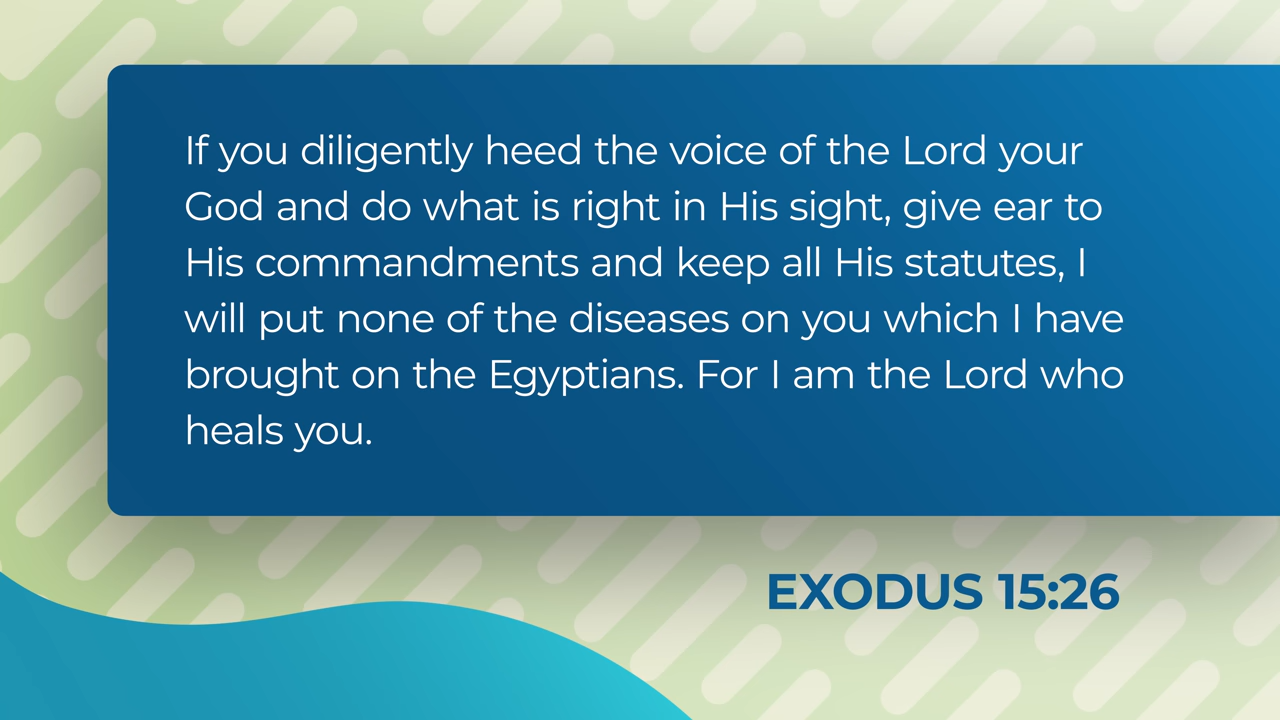 If you diligently heed the voice of the Lord your
God and do what is right in His sight, give ear to
His commandments and keep all His statutes, I
will put none of the diseases on you which I have
brought on the Egyptians. For I am the Lord who
heals you.
EXODUS 15:26